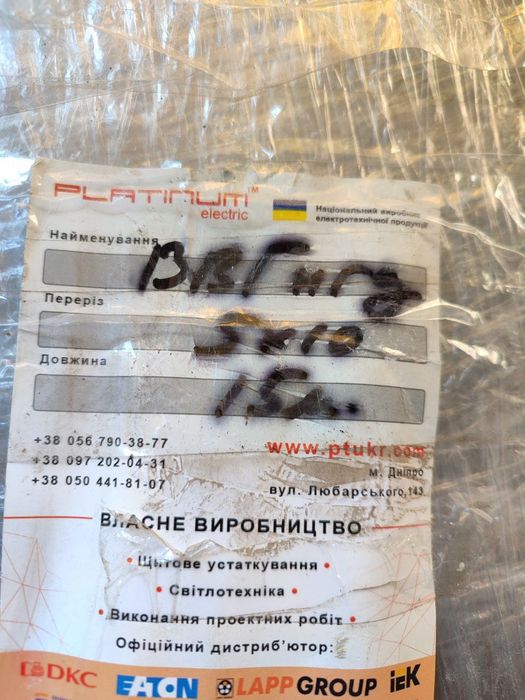 PLATINUM™
electric
Національний виробник
електротехнічної продукції
Найменування
ВВГнгд
Переріз
5х10
Довжина
15м.
+38 056 790-38-77
+38 097 202-04-31
+38 050 441-81-07
www.ptukr.com
м. Дніпро
вул. Любарського,143
ВЛАСНЕ ВИРОБНИЦТВО
• Щитове устаткування •
• Світлотехніка •
• Виконання проектних робіт •
Офіційний дистриб'ютор:
DKC
EATON
LAPP GROUP
iEK